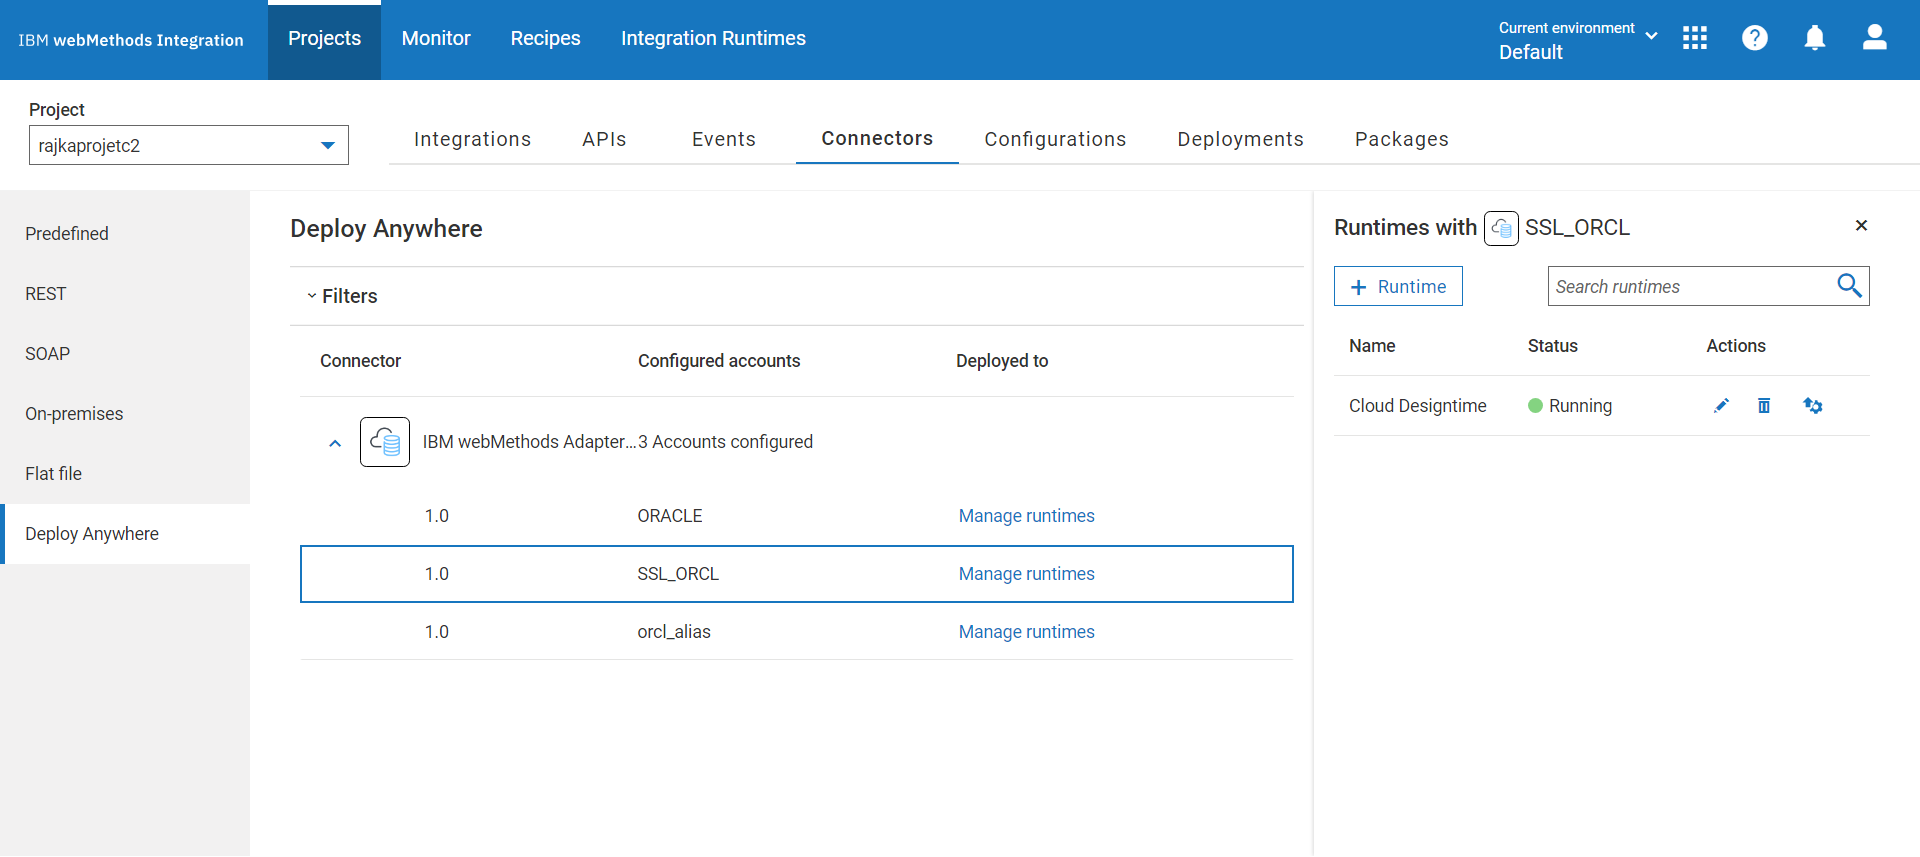 IBM webMethods Integration
Projects
Monitor
Recipes
Integration Runtimes
Current environment
Default
Project
rajkaprojetc2
Integrations
APIs
Events
Connectors
Configurations
Deployments
Packages
Predefined
REST
SOAP
On-premises
Flat file
Deploy Anywhere
Deploy Anywhere
Filters
Connector Configured accounts Deployed to
IBM webMethods Adapter... 3 Accounts configured
1.0 ORACLE Manage runtimes
1.0 SSL_ORCL Manage runtimes
1.0 orcl_alias Manage runtimes
Runtimes with SSL_ORCL
+ Runtime
Search runtimes
Name Status Actions
Cloud Designtime Running